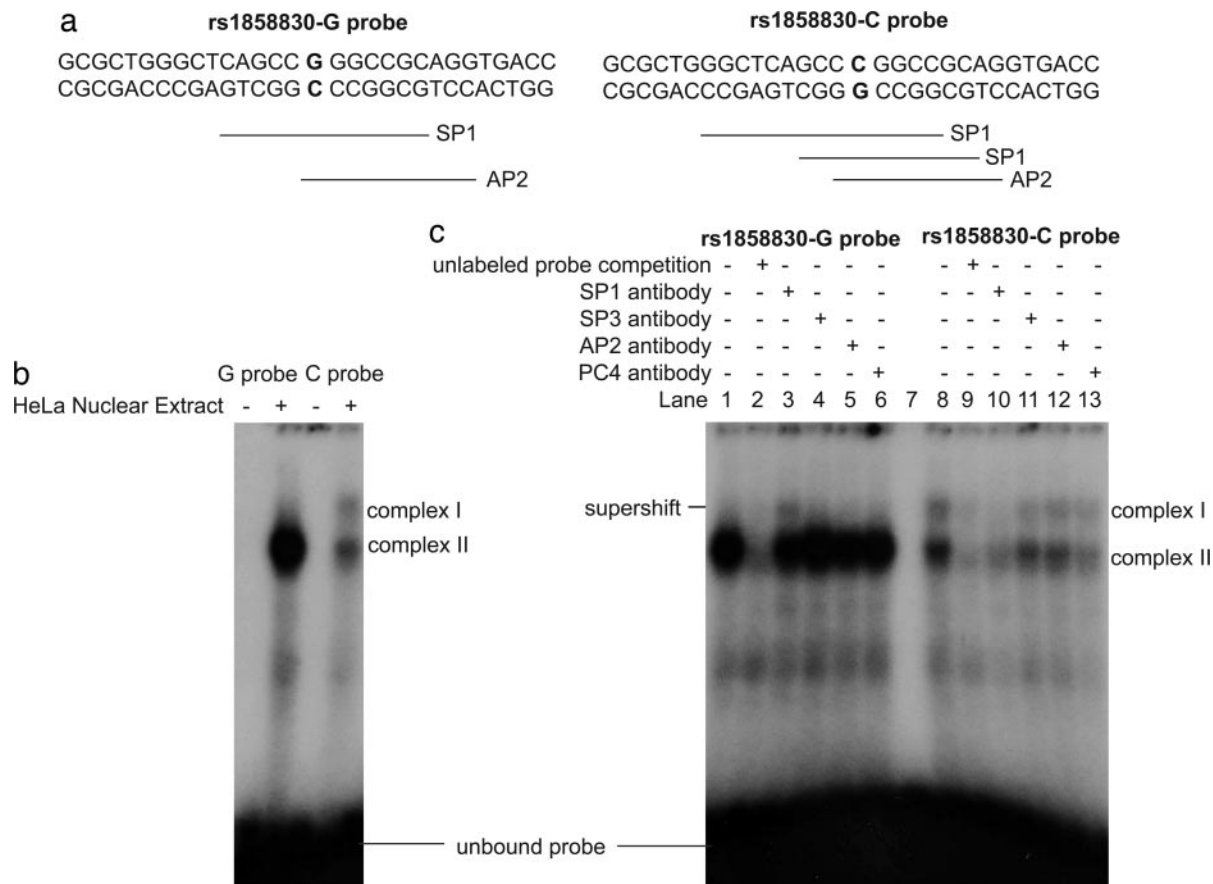 a
rs1858830-G probe
GCGCTGGGCTCAGCC G GGCCGCAGGTGACC
CGCGACCCGAGTCGG C CCCGGCGTCCACTGG
SP1
AP2
rs1858830-C probe
GCGCTGGGCTCAGCC C GGCCGCAGGTGACC
CGCGACCCGAGTCGG G CCGGCGTCCACTGG
SP1
SP1
AP2
b
G probe C probe
HeLa Nuclear Extract - + - +
complex I
complex II
c
rs1858830-G probe rs1858830-C probe
unlabeled probe competition - + - - - - - + - - - -
SP1 antibody - - + - - - - - + - - -
SP3 antibody - - - + - - - - - + - -
AP2 antibody - - - - + - - - - - + -
PC4 antibody - - - - - + - - - - - +
Lane 1 2 3 4 5 6 7 8 9 10 11 12 13
supershift
complex I
complex II
unbound probe